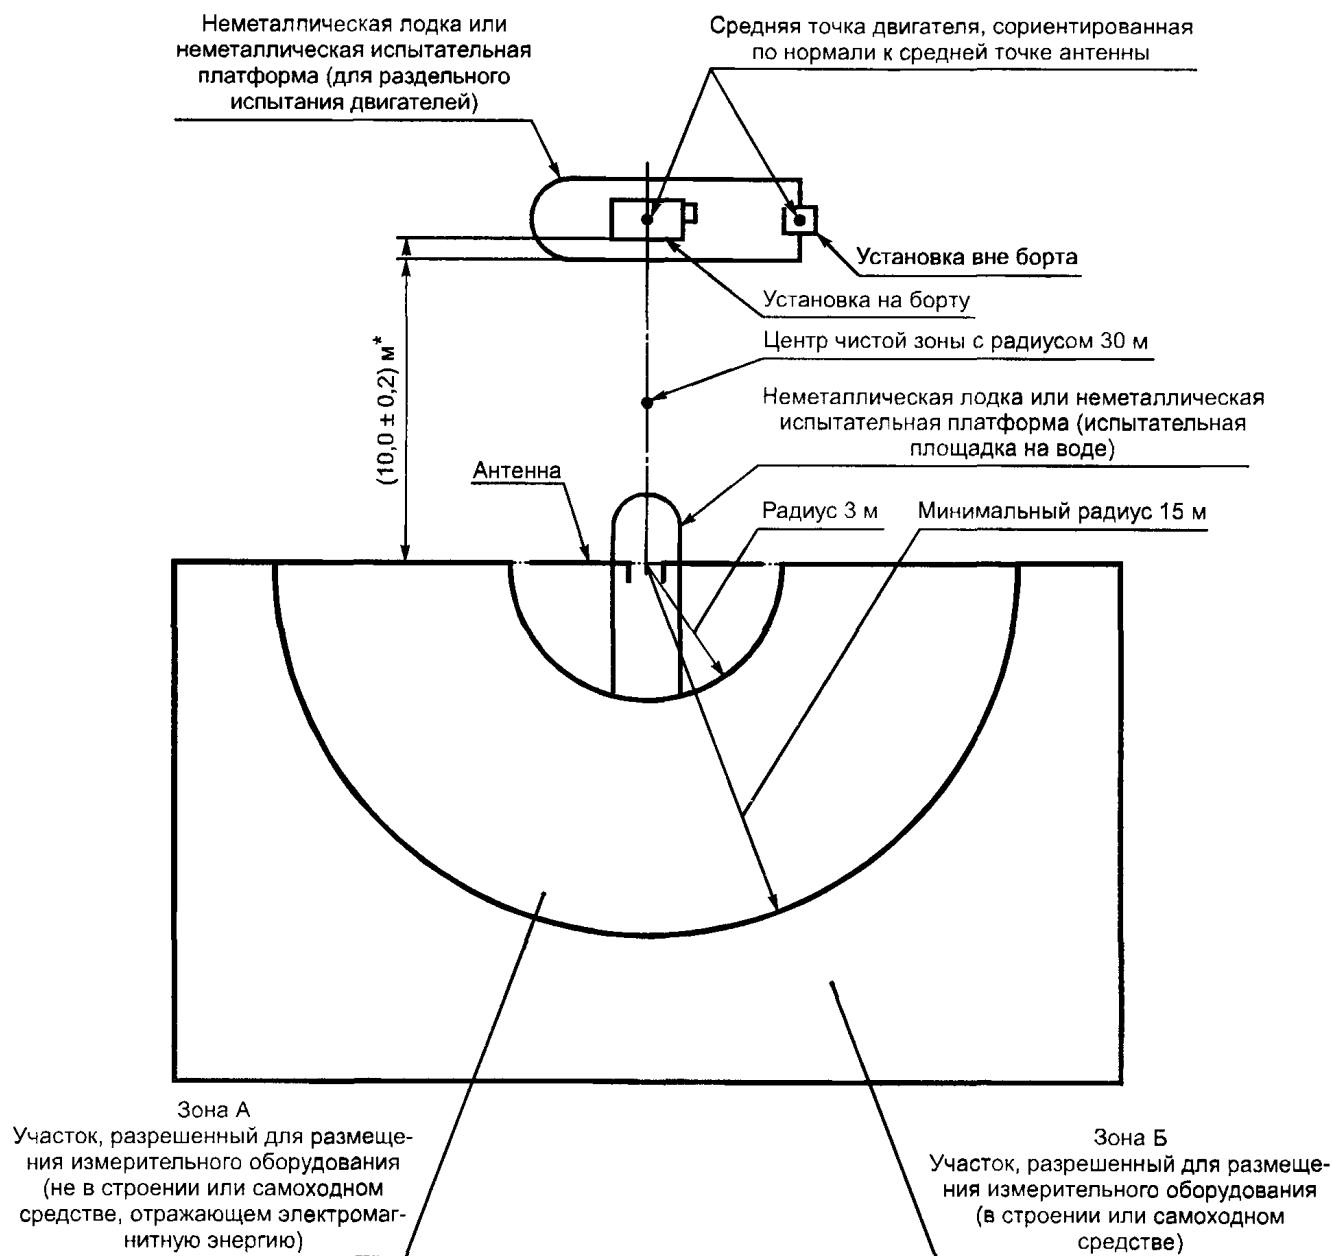 Неметаллическая лодка или
неметаллическая испытательная
платформа (для раздельного
испытания двигателей)
Средняя точка двигателя, сориентированная
по нормали к средней точке антенны
Установка вне борта
Установка на борту
Центр чистой зоны с радиусом 30 м
(10,0 ± 0,2) м*
Неметаллическая лодка или неметаллическая
испытательная платформа (испытательная
площадка на воде)
Антенна
Радиус 3 м
Минимальный радиус 15 м
Зона А
Участок, разрешенный для размеще-
ния измерительного оборудования
(не в строении или самоходном
средстве, отражающем электромаг-
нитную энергию)
Зона Б
Участок, разрешенный для размеще-
ния измерительного оборудования
(в строении или самоходном
средстве)